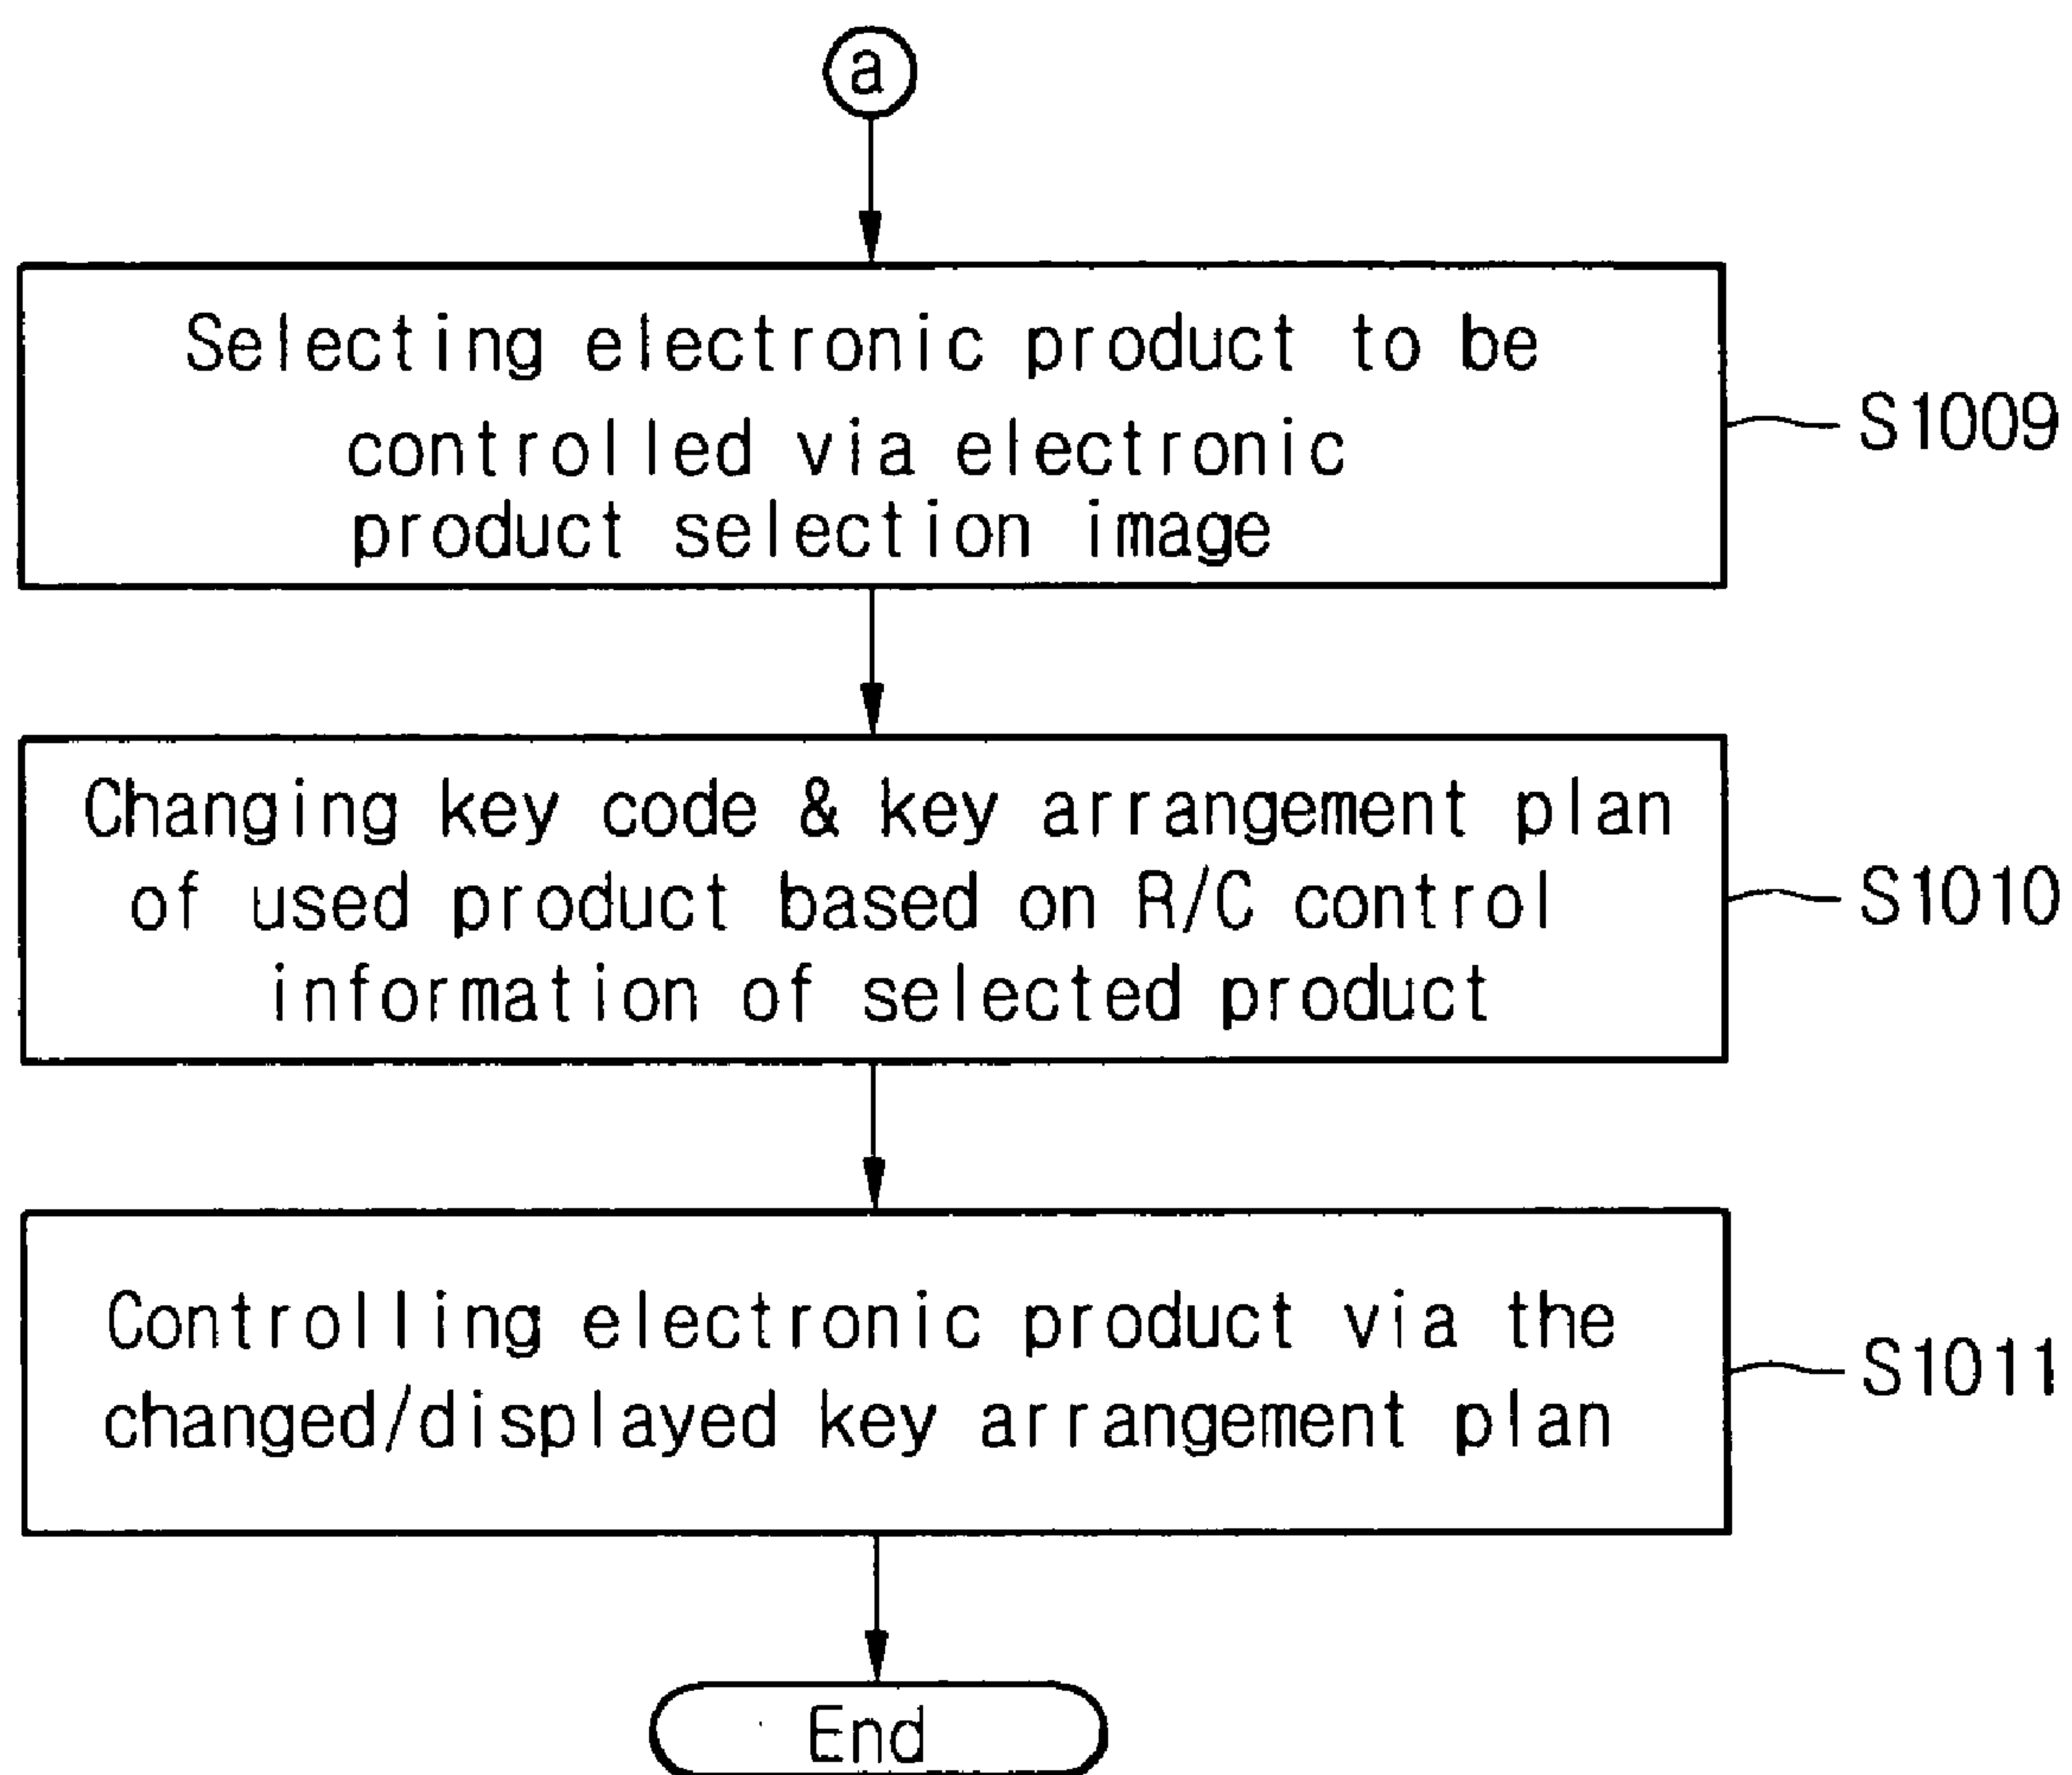 a
Selecting electronic product to be
controlled via electronic
product selection image
S1009
Changing key code & key arrangement plan
of used product based on R/C control
information of selected product
S1010
Controlling electronic product via the
changed/displayed key arrangement plan
S1011
End